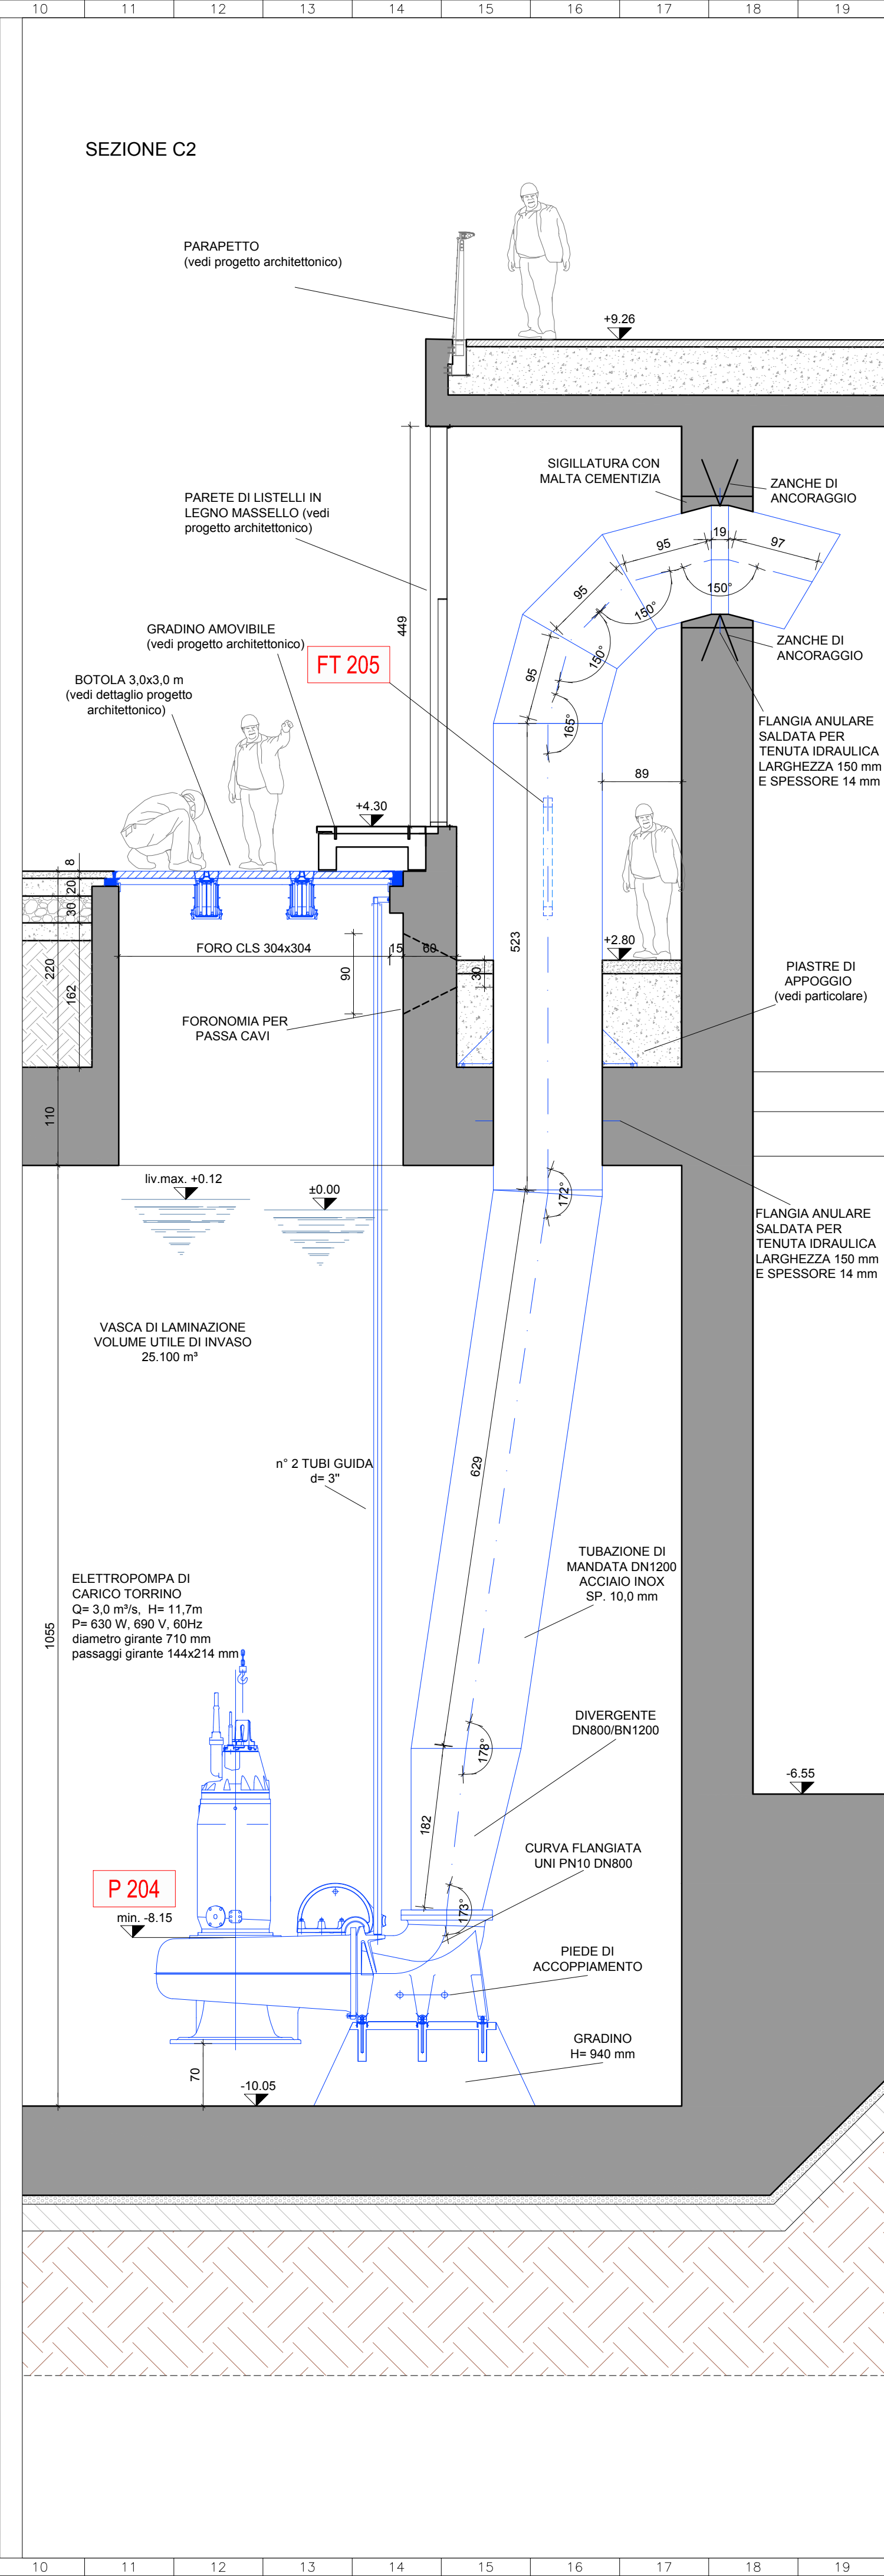 10 11 12 13 14 15 16 17 18 19
SEZIONE C2
PARAPETTO
(vedi progetto architettonico)
+9.26
SIGILLATURA CON
MALTA CEMENTIZIA
ZANCHE DI
ANCORAGGIO
PARETE DI LISTELLI IN
LEGNO MASSELLO (vedi
progetto architettonico)
19
95
97
150°
150°
95
449
GRADINO AMOVIBILE
(vedi progetto architettonico)
ZANCHE DI
ANCORAGGIO
FT 205
150°
95
BOTOLA 3,0x3,0 m
(vedi dettaglio progetto
architettonico)
165°
FLANGIA ANULARE
SALDATA PER
TENUTA IDRAULICA
LARGHEZZA 150 mm
E SPESSORE 14 mm
89
+4.30
8
20
30
220
162
FORO CLS 304x304
15
60
90
30
523
+2.80
PIASTRE DI
APPOGGIO
(vedi particolare)
FORONOMIA PER
PASSA CAVI
110
liv.max. +0.12
±0.00
172°
FLANGIA ANULARE
SALDATA PER
TENUTA IDRAULICA
LARGHEZZA 150 mm
E SPESSORE 14 mm
VASCA DI LAMINAZIONE
VOLUME UTILE DI INVASO
25.100 m³
629
n° 2 TUBI GUIDA
d= 3"
TUBAZIONE DI
MANDATA DN1200
ACCIAIO INOX
SP. 10,0 mm
ELETTROPOMPA DI
CARICO TORRINO
Q= 3,0 m³/s, H= 11,7m
P= 630 W, 690 V, 60Hz
diametro girante 710 mm
passaggi girante 144x214 mm
1055
DIVERGENTE
DN800/BN1200
178°
-6.55
182
CURVA FLANGIATA
UNI PN10 DN800
P 204
173°
min. -8.15
PIEDE DI
ACCOPPIAMENTO
GRADINO
H= 940 mm
70
-10.05
10 11 12 13 14 15 16 17 18 19